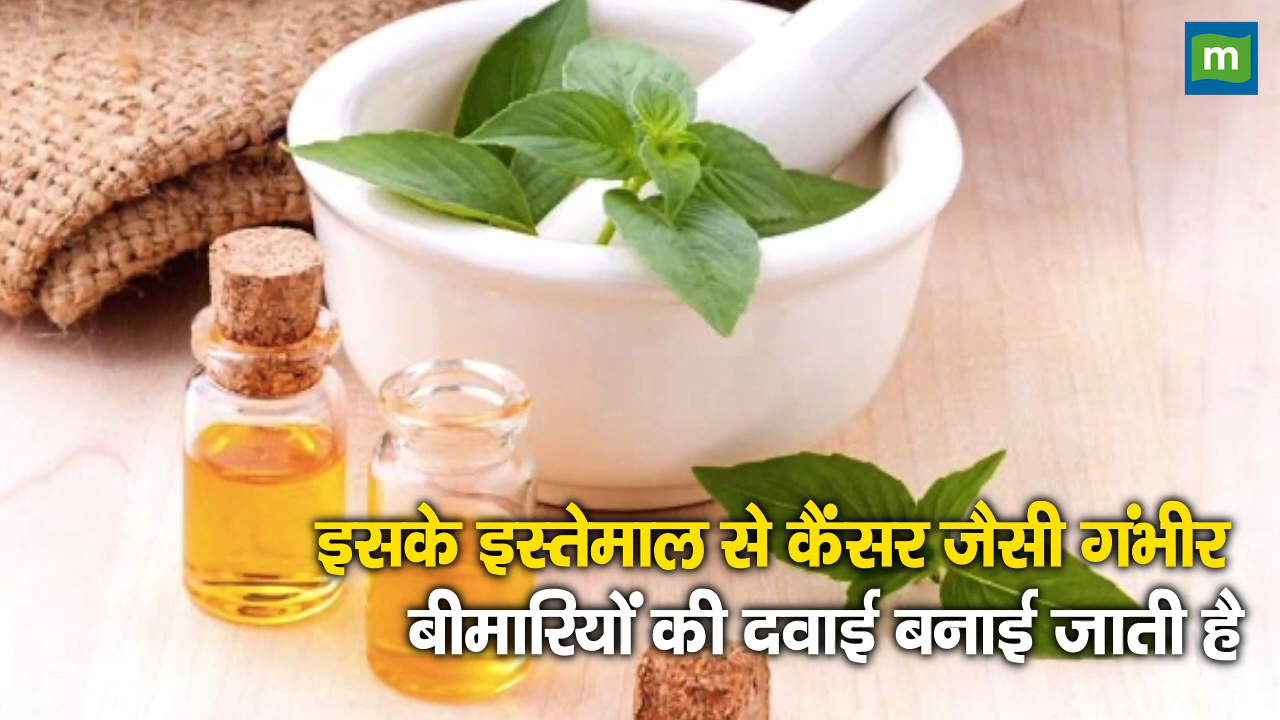 m
इसके इस्तेमाल से कैंसर जैसी गंभीर
बीमारियों की दवाई बनाई जाती है